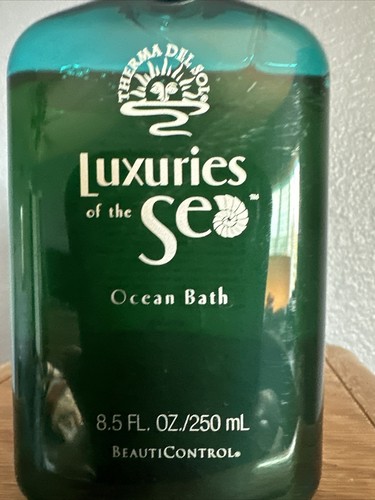 THERMA DEL SOL
Luxuries
of the Sea™
Ocean Bath
8.5 FL. OZ./250 mL
BEAUTICONTROL®